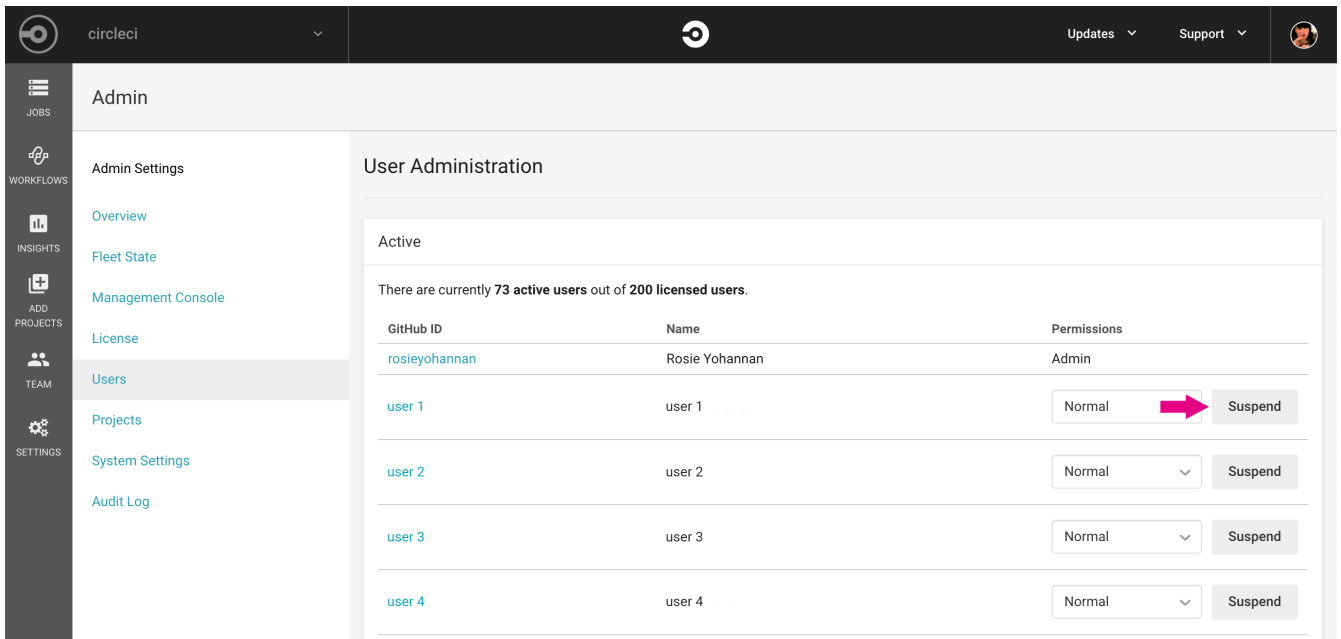 circleci
Updates
Support
JOBS
WORKFLOWS
INSIGHTS
ADD
PROJECTS
TEAM
SETTINGS
Admin
Admin Settings
Overview
Fleet State
Management Console
License
Users
Projects
System Settings
Audit Log
User Administration
Active
There are currently 73 active users out of 200 licensed users.
GitHub ID Name Permissions
rosieyohannan Rosie Yohannan Admin
user 1 user 1 Normal Suspend
user 2 user 2 Normal Suspend
user 3 user 3 Normal Suspend
user 4 user 4 Normal Suspend